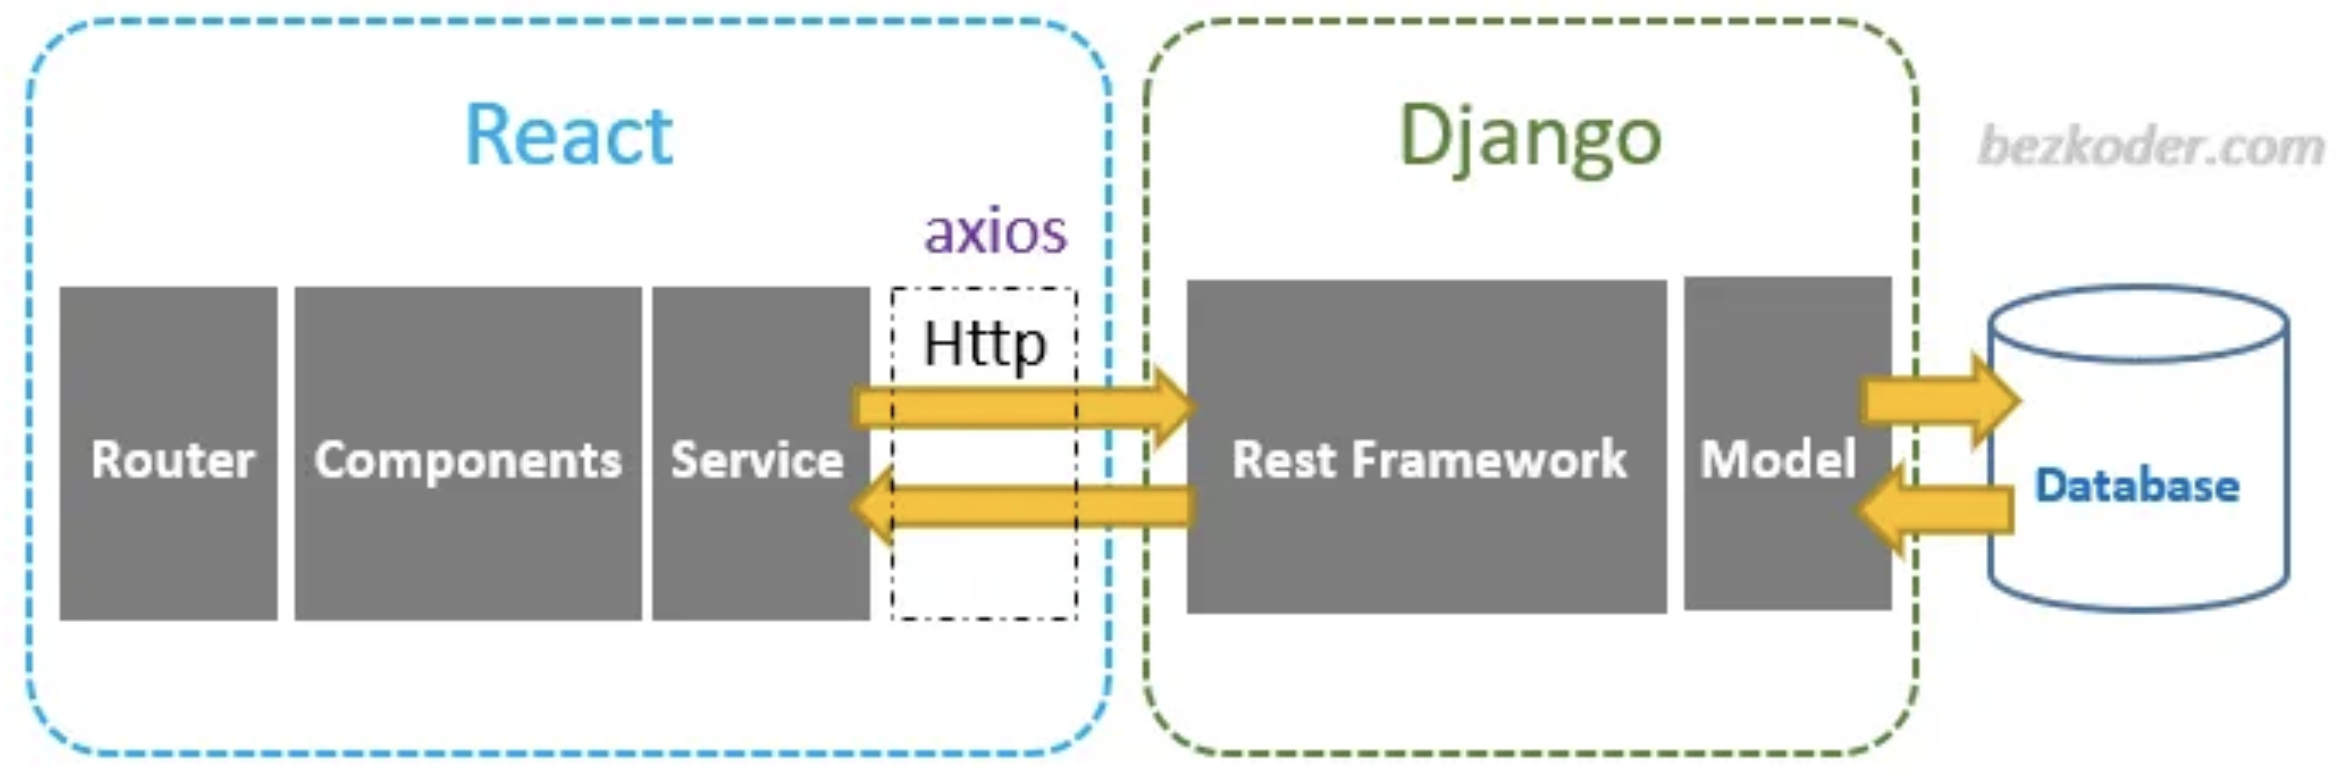 React
Django
bezkoder.com
axios
Http
Router
Components
Service
Rest Framework
Model
Database